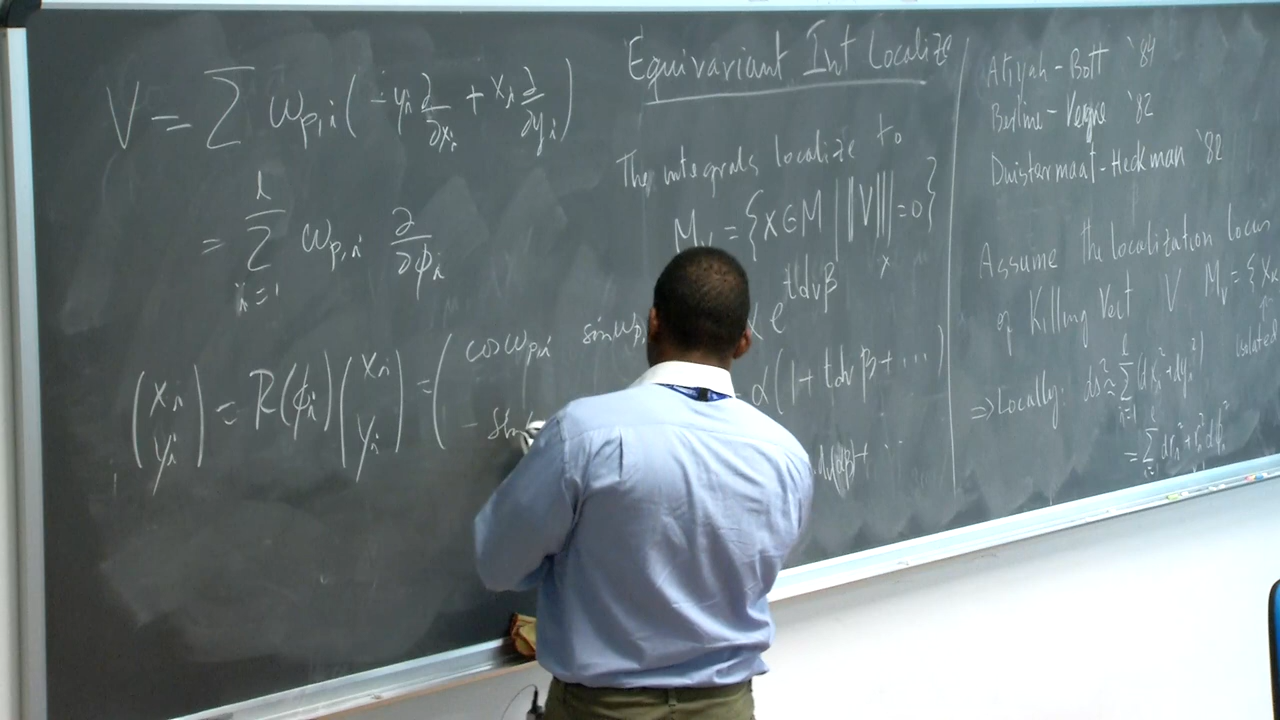 V = Σ ω_{p,i} ( -y_i ∂/∂x_i + x_i ∂/∂y_i )
= Σ_{i=1}^{l} ω_{p,i} ∂/∂φ_i
( x_i y_i ) = R(φ_i) ( x_i y_i ) = ( cos ω_{p,i} sin ω_{p,
- sin
Equivariant Int Localize
The integrals localize to
M_V = { x ∈ M | ||V||_x = 0 }
e^{t d_V β}
α ( 1 + t d_V β + ... )
Atiyah-Bott '84
Berline-Vergne '82
Duistermaat-Heckman '82
Assume the localization locus
of Killing Vect V M_V = { x_k
isolated
⇒ Locally: ds² ≃ Σ_{i=1}^{l} ( dx_i² + dy_i² )
= Σ_{i=1}^{l} dr_i² + r_i² dφ_i²